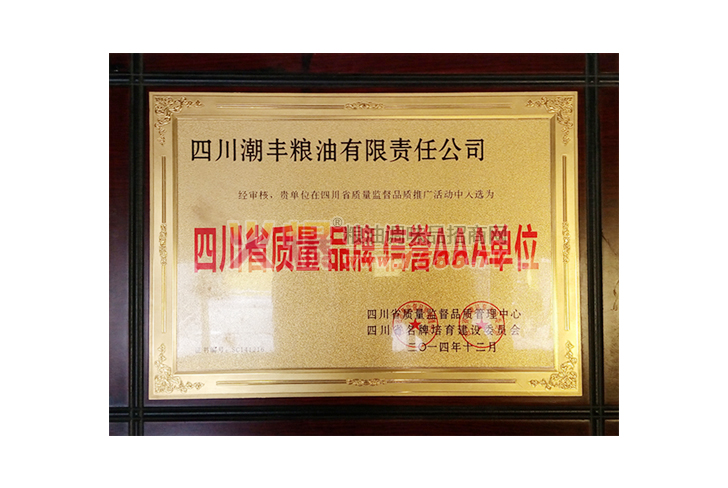 四川潮丰粮油有限责任公司
经审核，贵单位在四川省质量监督品质推广活动中入选为
四川省质量品牌信誉AAA单位
四川省质量监督品质管理中心
四川省名牌培育建设委员会
二〇一四年十二月